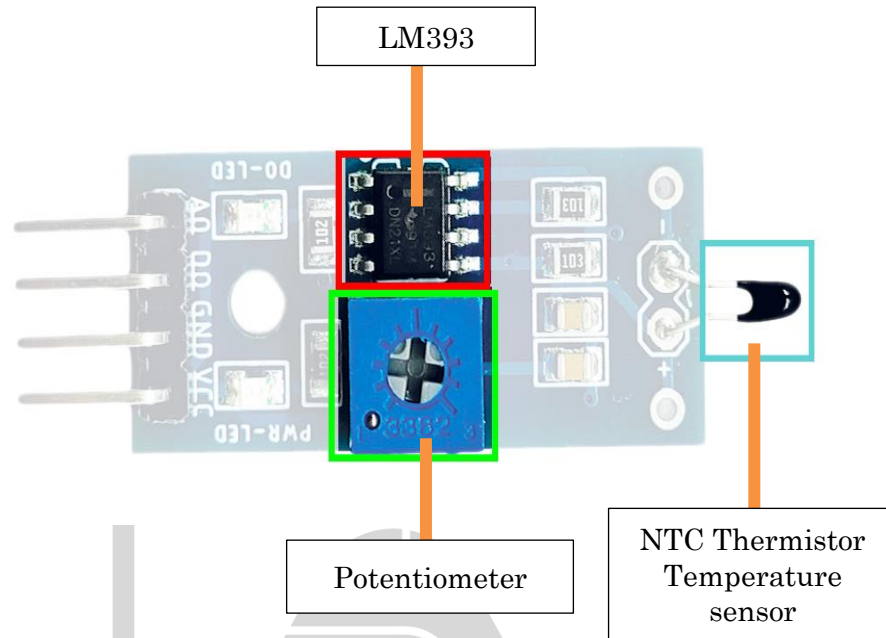 LM393
DO-LED
AO
DO
GND
VCC
102
103
103
PWR-LED
3362
-
+
Potentiometer
NTC Thermistor
Temperature
sensor